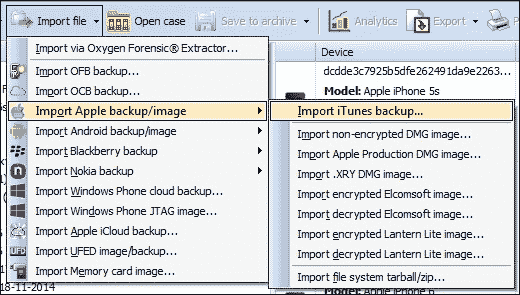 Import file
Open case
Save to archive
Analytics
Export
Device
dcdde3c7925b5dfe262491da9e2263...
Model: Apple iPhone 5s
Import via Oxygen Forensic® Extractor...
Import OFB backup...
Import OCB backup...
Import Apple backup/image
Import Android backup/image
Import Blackberry backup
Import Nokia backup
Import Windows Phone cloud backup...
Import Windows Phone JTAG image...
Import Apple iCloud backup...
UFED
Import UFED image/backup...
Import Memory card image...
Import iTunes backup...
Import non-encrypted DMG image...
Import Apple Production DMG image...
Import .XRY DMG image...
Import encrypted Elcomsoft image...
Import decrypted Elcomsoft image...
Import encrypted Lantern Lite image...
Import decrypted Lantern Lite image...
Import file system tarball/zip...
18-11-2014